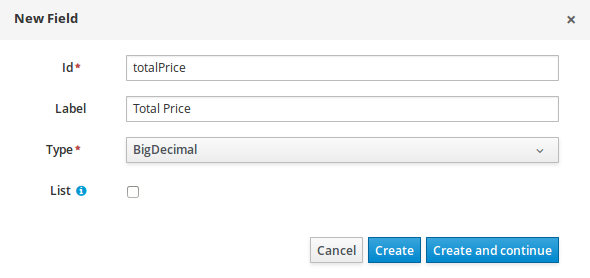 New Field ×
Id* totalPrice
Label Total Price
Type* BigDecimal
List
Cancel Create Create and continue